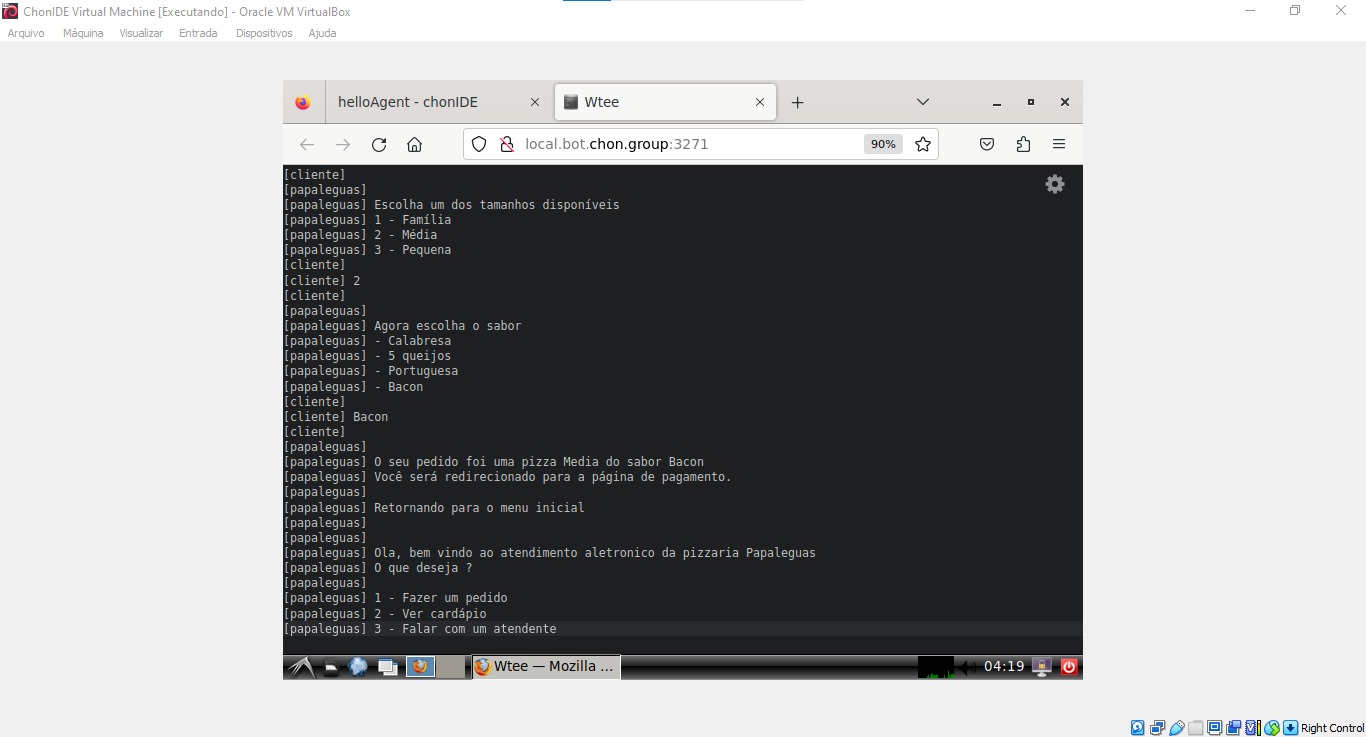 ChonIDE Virtual Machine [Executando] - Oracle VM VirtualBox
Arquivo Máquina Visualizar Entrada Dispositivos Ajuda
helloAgent - chonIDE Wtee
local.bot.chon.group:3271 90%
[cliente]
[papaleguas]
[papaleguas] Escolha um dos tamanhos disponíveis
[papaleguas] 1 - Família
[papaleguas] 2 - Média
[papaleguas] 3 - Pequena
[cliente]
[cliente] 2
[cliente]
[papaleguas]
[papaleguas] Agora escolha o sabor
[papaleguas] - Calabresa
[papaleguas] - 5 queijos
[papaleguas] - Portuguesa
[papaleguas] - Bacon
[cliente]
[cliente] Bacon
[cliente]
[papaleguas]
[papaleguas] O seu pedido foi uma pizza Media do sabor Bacon
[papaleguas] Você será redirecionado para a página de pagamento.
[papaleguas]
[papaleguas] Retornando para o menu inicial
[papaleguas]
[papaleguas]
[papaleguas] Ola, bem vindo ao atendimento aletronico da pizzaria Papaleguas
[papaleguas] O que deseja ?
[papaleguas]
[papaleguas] 1 - Fazer um pedido
[papaleguas] 2 - Ver cardápio
[papaleguas] 3 - Falar com um atendente
Wtee — Mozilla ... 04:19
Right Control